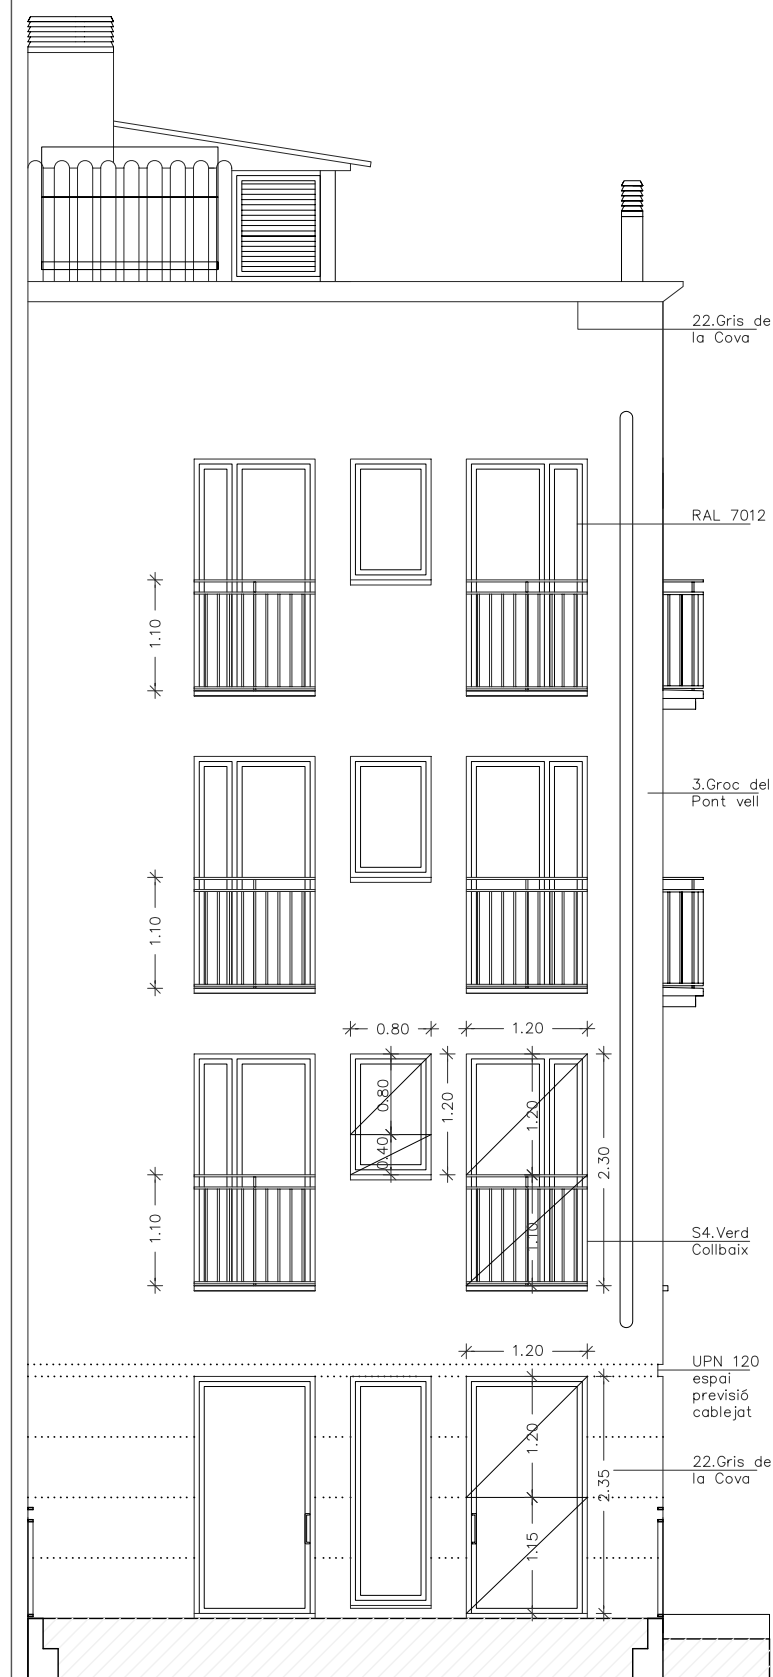 22.Gris de
la Cova
RAL 7012
1.10
3.Groc del
Pont vell
1.10
0.80
1.20
0.80
1.20
1.20
0.40
2.30
1.10
1.10
S4.Verd
Collbaix
1.20
UPN 120
espai
previsió
cablejat
1.20
22.Gris de
la Cova
2.35
1.15